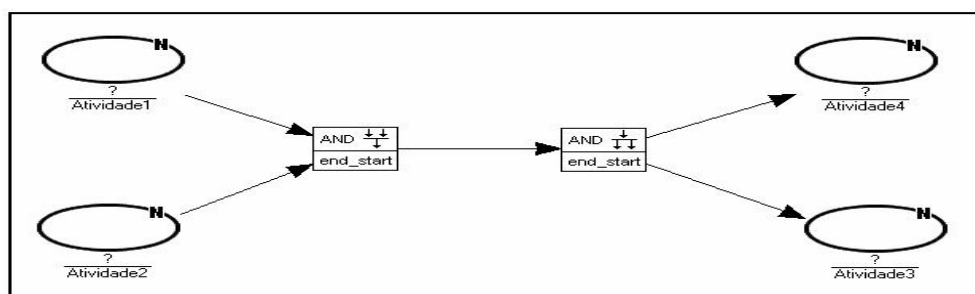 N
?
Atividade1
N
?
Atividade2
AND
end_start
AND
end_start
N
?
Atividade4
N
?
Atividade3